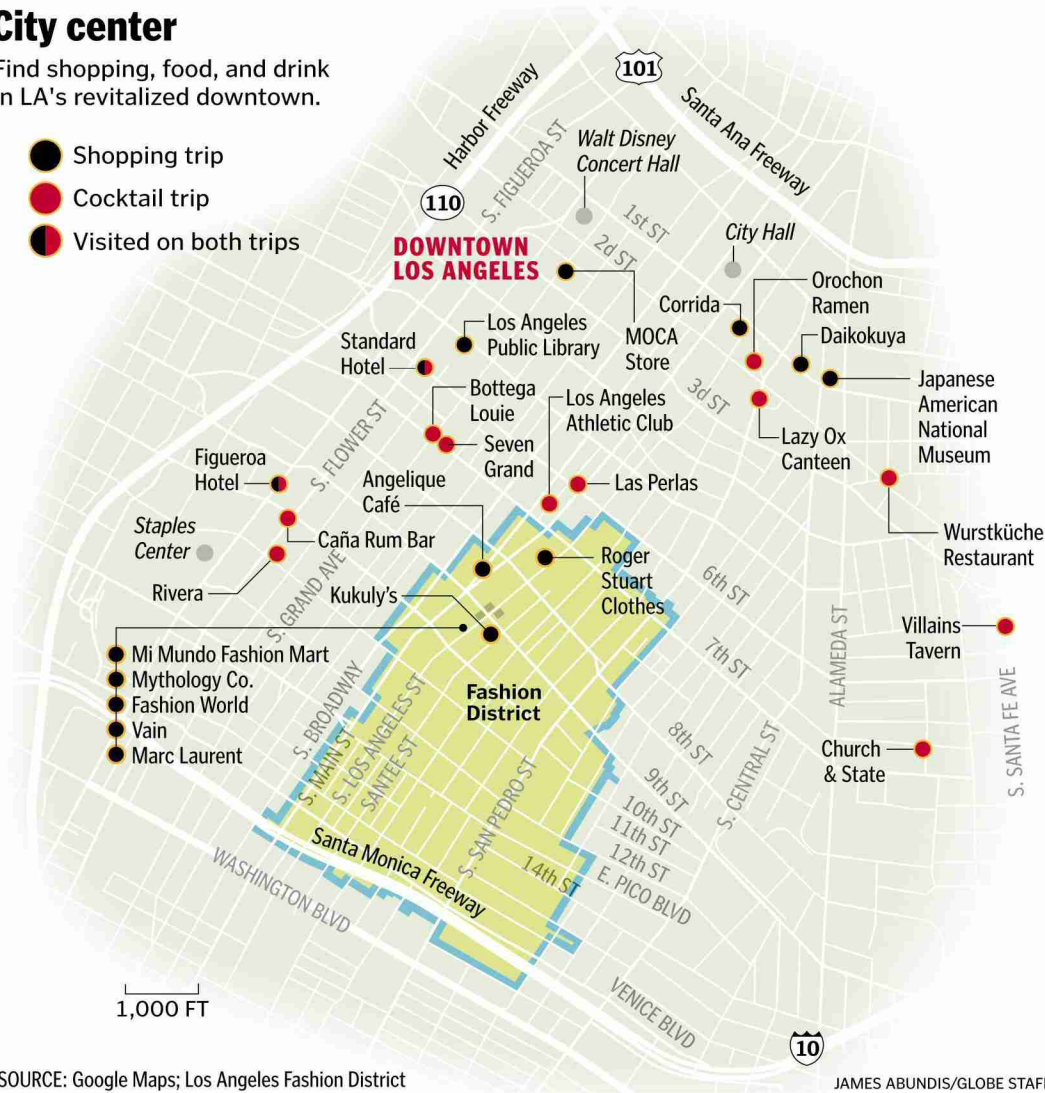 City center
Find shopping, food, and drink
in LA's revitalized downtown.
Shopping trip
Cocktail trip
Visited on both trips
Harbor Freeway
101
Santa Ana Freeway
S. FIGUEROA ST
Walt Disney
Concert Hall
110
1st ST
2d ST
City Hall
DOWNTOWN
LOS ANGELES
Orochon
Ramen
Corrida
MOCA
Store
Daikokuya
Los Angeles
Public Library
Standard
Hotel
Japanese
American
National
Museum
3d ST
Bottega
Louie
Los Angeles
Athletic Club
Lazy Ox
Canteen
S. FLOWER ST
Seven
Grand
Figueroa
Hotel
Angelique
Café
Las Perlas
Staples
Center
Caña Rum Bar
Wurstküche
Restaurant
Rivera
S. GRAND AVE
Kukuly's
Roger
Stuart
Clothes
6th ST
Villains
Tavern
ALAMEDA ST
7th ST
Mi Mundo Fashion Mart
Mythology Co.
Fashion World
Vain
Marc Laurent
Fashion
District
S. BROADWAY
S. MAIN ST
S. LOS ANGELES ST
SANTEE ST
S. SAN PEDRO ST
8th ST
S. CENTRAL ST
Church
& State
S. SANTA FE AVE
9th ST
10th ST
11th ST
12th ST
E. PICO BLVD
14th ST
Santa Monica Freeway
WASHINGTON BLVD
VENICE BLVD
1,000 FT
10
SOURCE: Google Maps; Los Angeles Fashion District
JAMES ABUNDIS/GLOBE STAFF